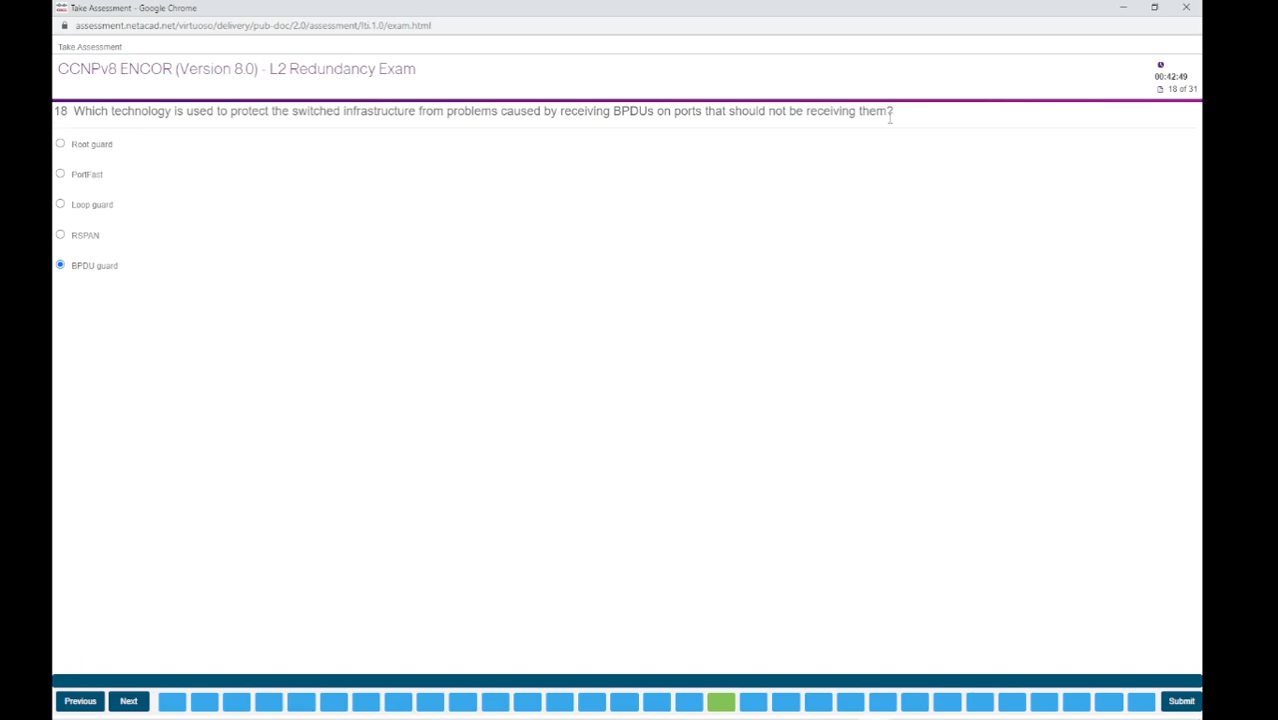 Take Assessment - Google Chrome
assessment.netacad.net/virtuoso/delivery/pub-doc/2.0/assessment/lti.1.0/exam.html
Take Assessment
CCNPv8 ENCOR (Version 8.0) - L2 Redundancy Exam
00:42:49
18 of 31
18 Which technology is used to protect the switched infrastructure from problems caused by receiving BPDUs on ports that should not be receiving them?
Root guard
PortFast
Loop guard
RSPAN
BPDU guard
Previous Next Submit